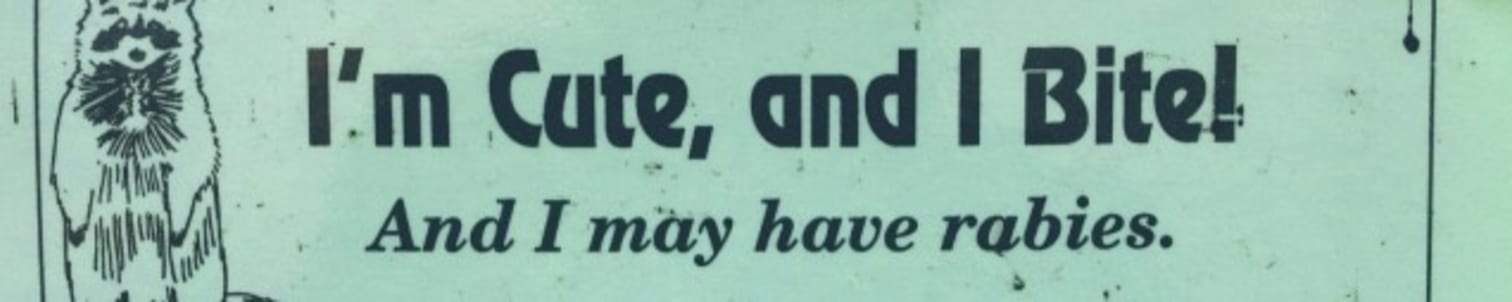 I'm Cute, and I Bite!
And I may have rabies.